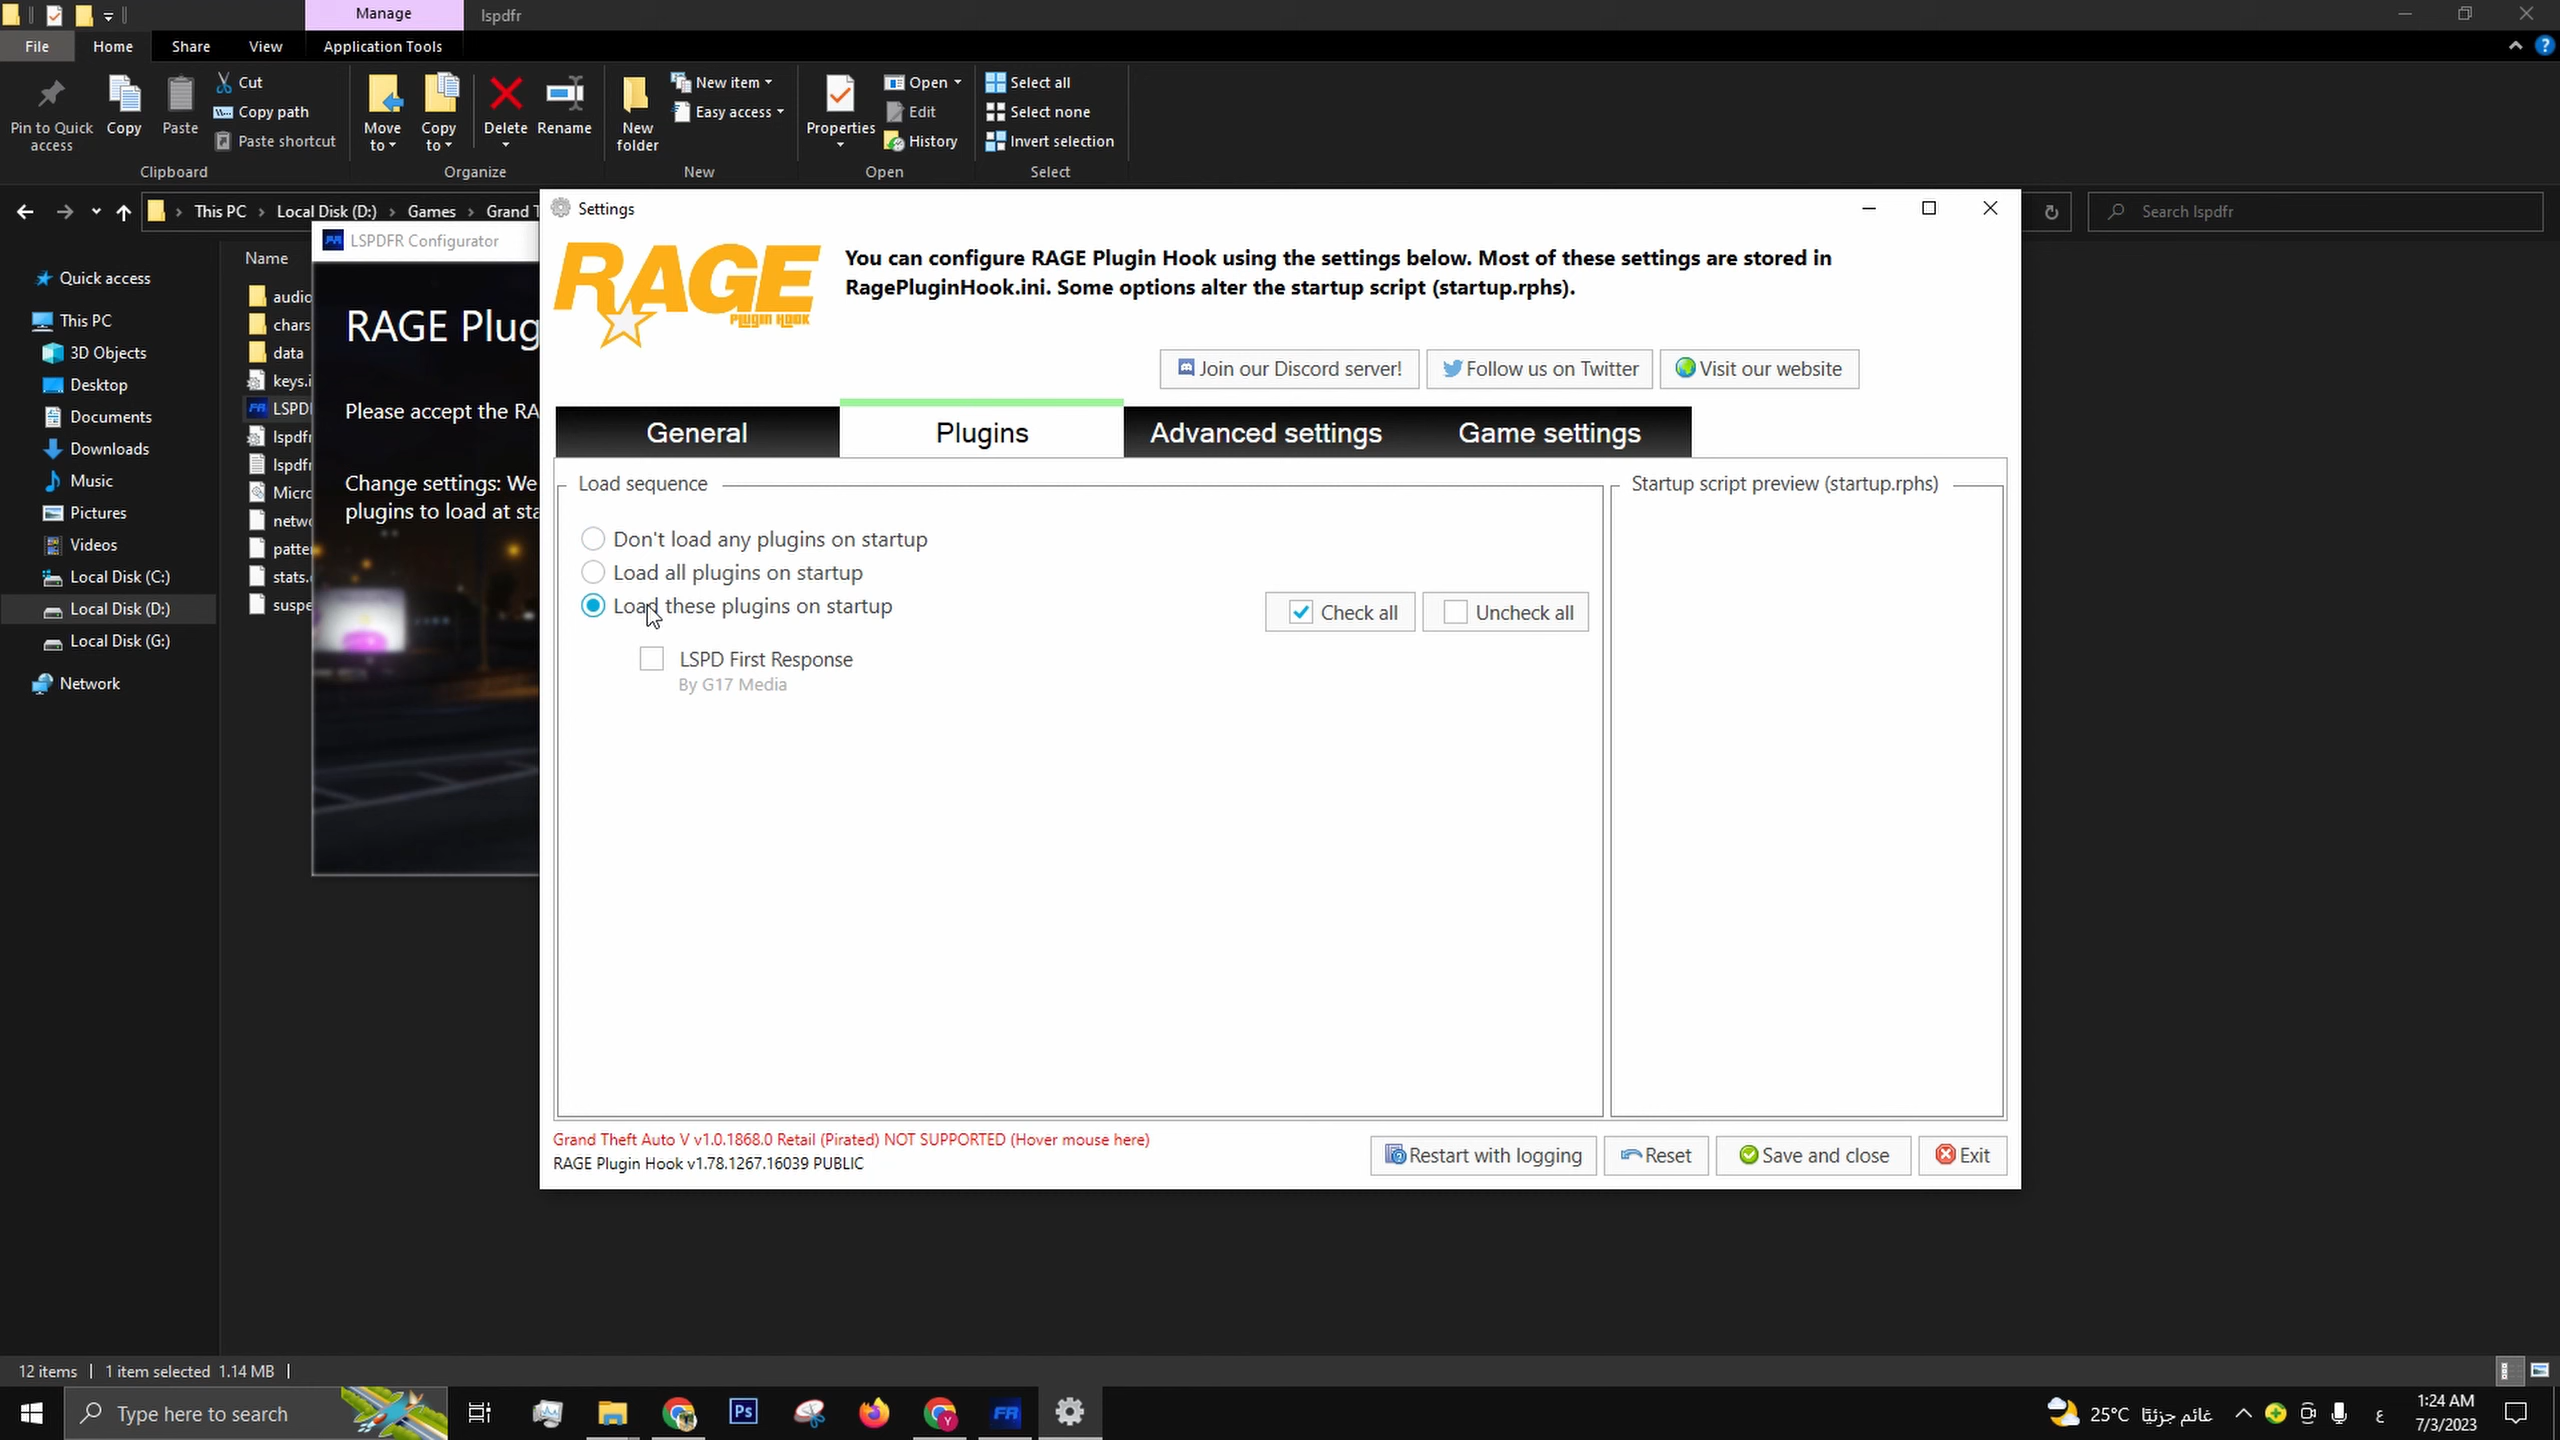 Manage
lspdfr
File
Home
Share
View
Application Tools
Pin to Quick access
Copy
Paste
Cut
Copy path
Paste shortcut
Clipboard
Move to
Copy to
Delete
Rename
Organize
New folder
New item
Easy access
New
Properties
Open
Edit
History
Open
Select all
Select none
Invert selection
Select
This PC
Local Disk (D:)
Games
Grand T
Search lspdfr
Name
Quick access
This PC
3D Objects
Desktop
Documents
Downloads
Music
Pictures
Videos
Local Disk (C:)
Local Disk (D:)
Local Disk (G:)
Network
audio
chars
data
keys.i
LSPD
lspdfr
lspdfr
Micro
netwo
patte
stats.
suspe
LSPDFR Configurator
RAGE Plug
Please accept the RA
Change settings: We
plugins to load at sta
Settings
RAGE
PLUGIN HOOK
You can configure RAGE Plugin Hook using the settings below. Most of these settings are stored in
RagePluginHook.ini. Some options alter the startup script (startup.rphs).
Join our Discord server!
Follow us on Twitter
Visit our website
General
Plugins
Advanced settings
Game settings
Load sequence
Startup script preview (startup.rphs)
Don't load any plugins on startup
Load all plugins on startup
Load these plugins on startup
Check all
Uncheck all
LSPD First Response
By G17 Media
Grand Theft Auto V v1.0.1868.0 Retail (Pirated) NOT SUPPORTED (Hover mouse here)
RAGE Plugin Hook v1.78.1267.16039 PUBLIC
Restart with logging
Reset
Save and close
Exit
12 items
1 item selected 1.14 MB
Type here to search
Ps
FR
25°C غائم جزئيًا
ع
1:24 AM
7/3/2023